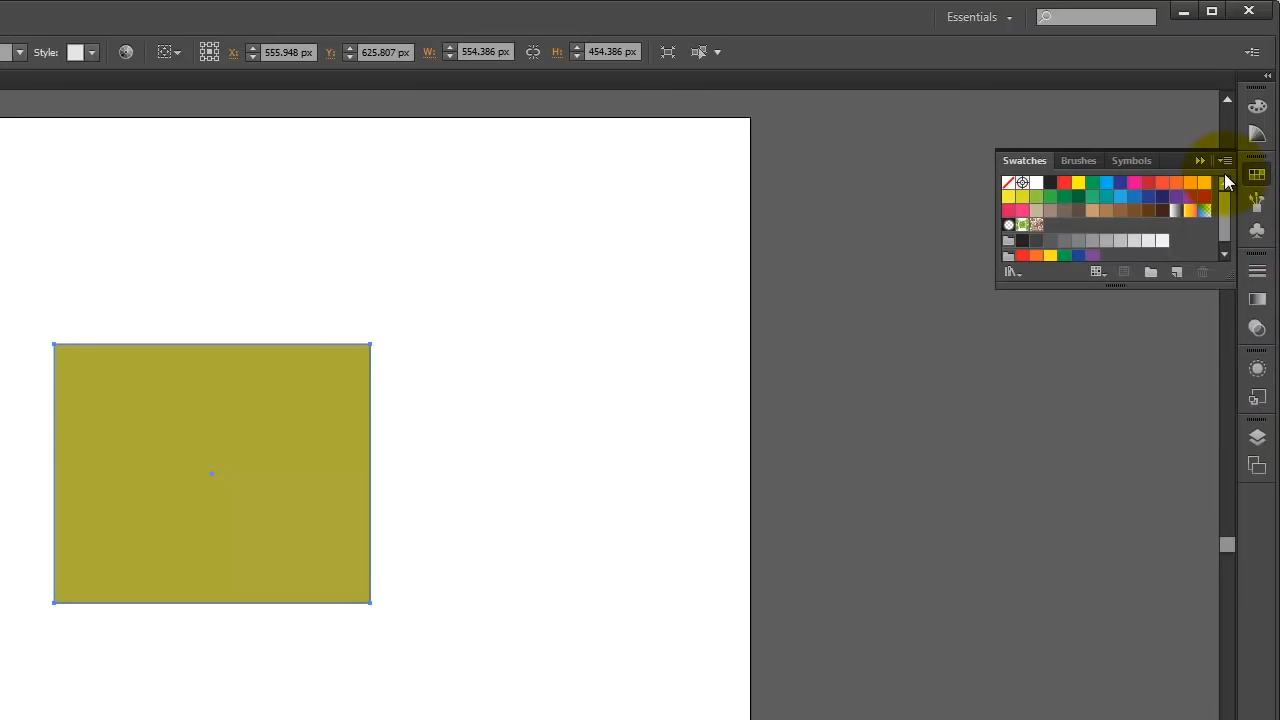 Essentials
Style: X: 555.948 px Y: 625.807 px W: 554.386 px H: 454.386 px
Swatches Brushes Symbols